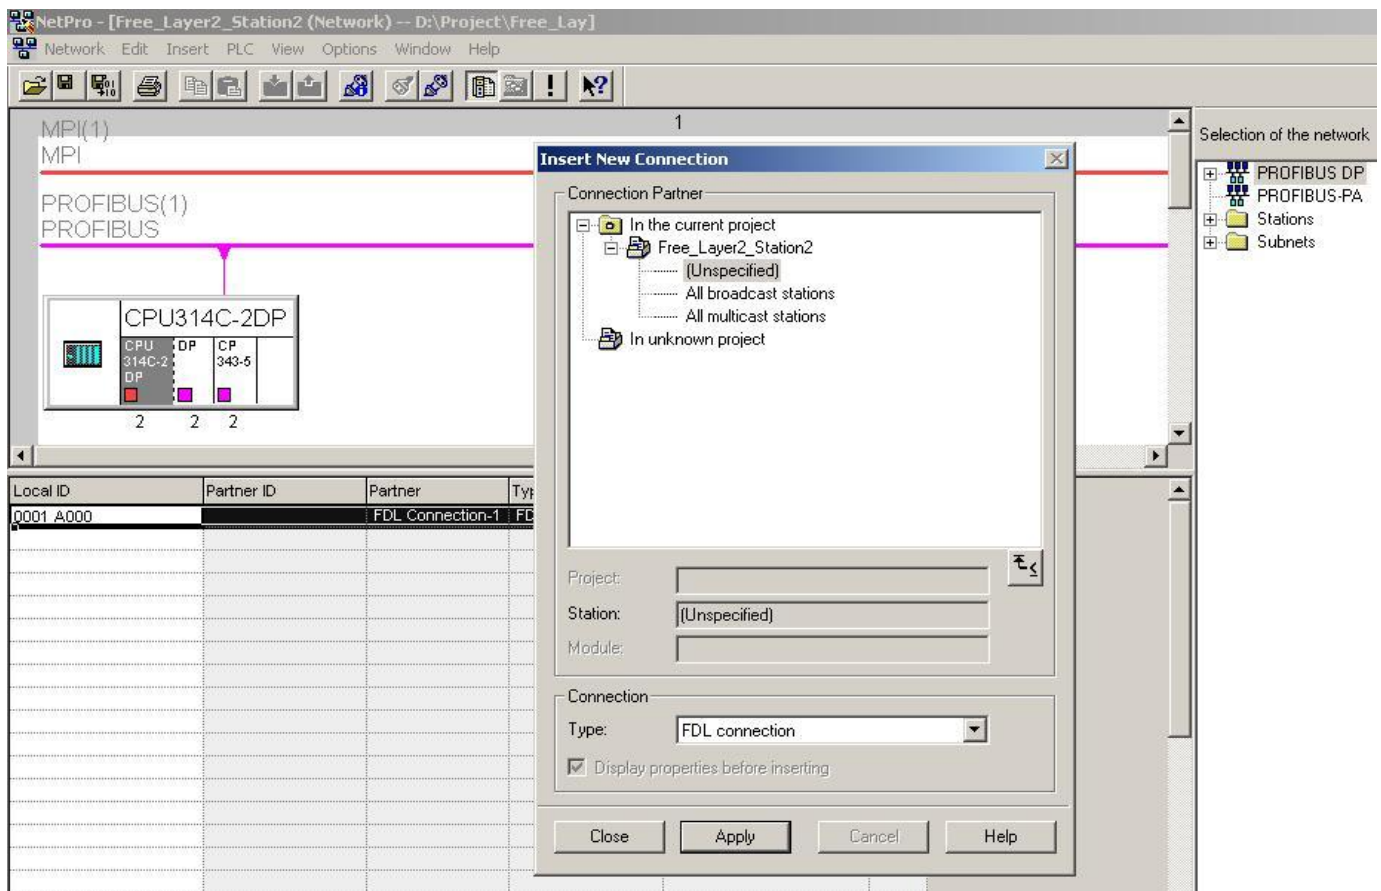 NetPro - [Free_Layer2_Station2 (Network) -- D:\Project\Free_Lay]
Network Edit Insert PLC View Options Window Help
1
Selection of the network
MPI(1)
MPI
PROFIBUS(1)
PROFIBUS
CPU314C-2DP
CPU
314C-2
DP
DP
CP
343-5
2 2 2
PROFIBUS DP
PROFIBUS-PA
Stations
Subnets
Insert New Connection
Connection Partner
In the current project
Free_Layer2_Station2
(Unspecified)
All broadcast stations
All multicast stations
In unknown project
Project:
Station: (Unspecified)
Module:
Connection
Type: FDL connection
Display properties before inserting
Close Apply Cancel Help
Local ID Partner ID Partner Typ
0001 A000 FDL Connection-1 FD